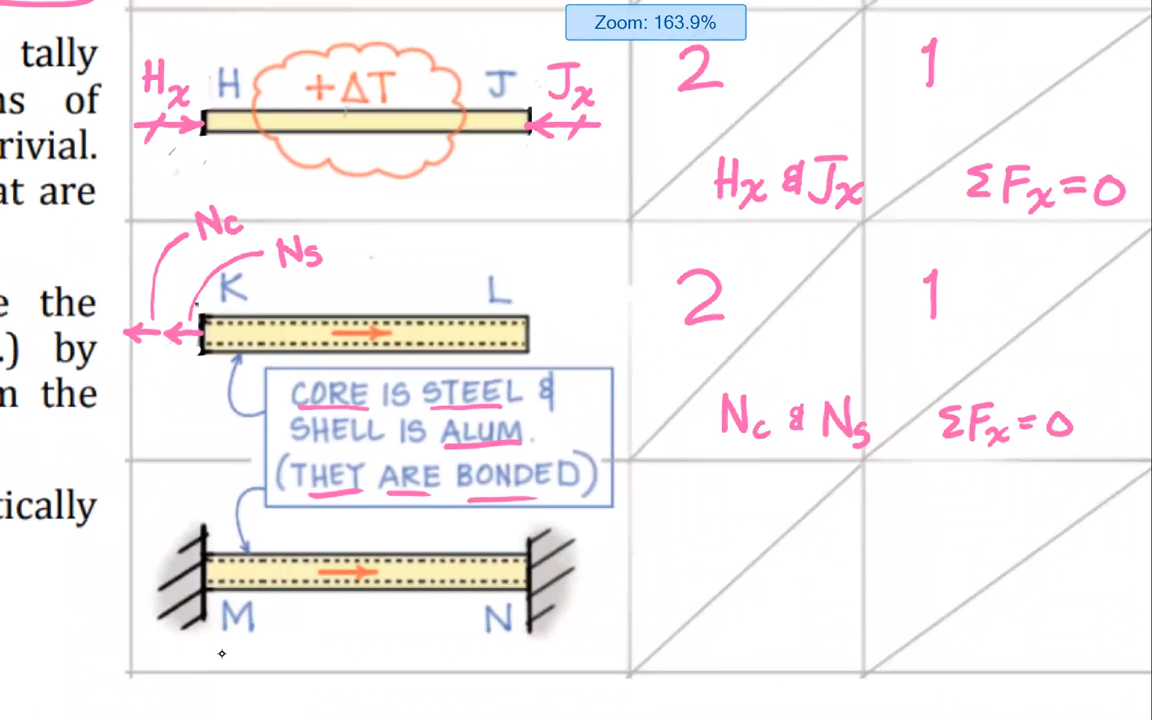 Zoom: 163.9%
tally
ns of
rivial.
at are
e the
.) by
m the
tically
Hx H +ΔT J Jx
2 1
Hx & Jx ΣFx=0
Nc
Ns
K L
2 1
CORE IS STEEL &
SHELL IS ALUM.
(THEY ARE BONDED)
Nc & Ns ΣFx=0
M N